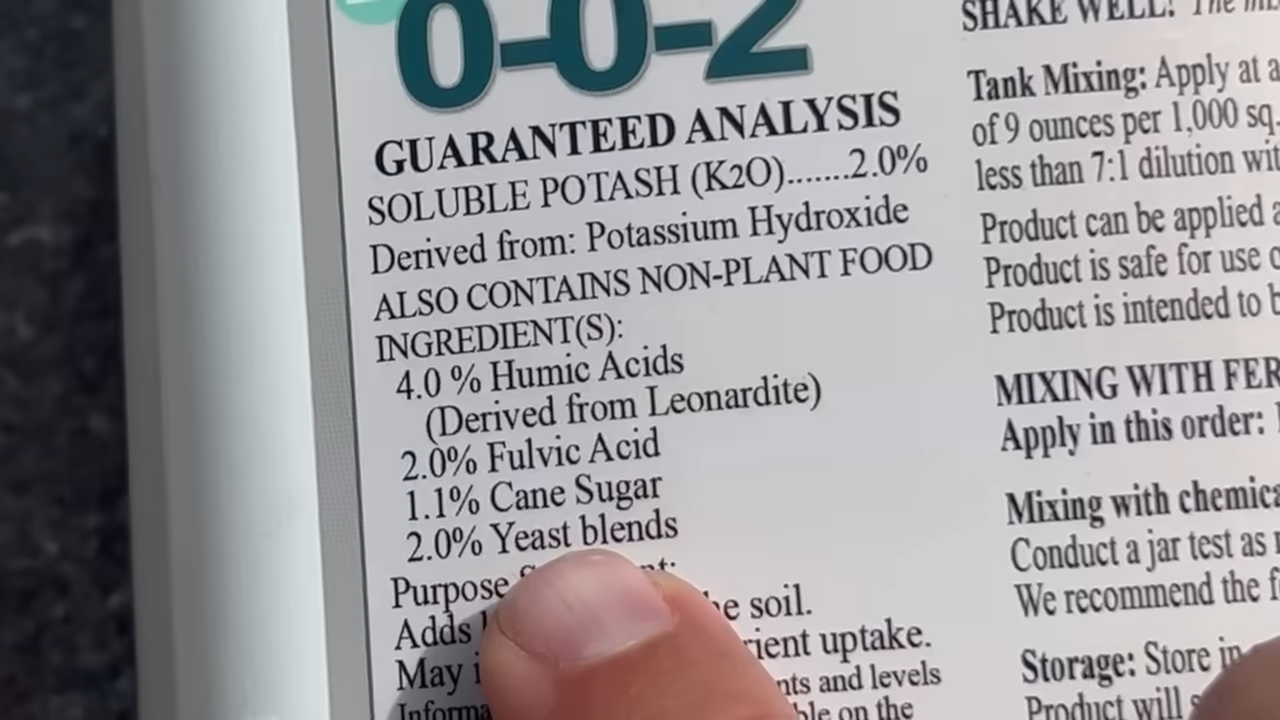 0-0-2
GUARANTEED ANALYSIS
SOLUBLE POTASH (K2O).......2.0%
Derived from: Potassium Hydroxide
ALSO CONTAINS NON-PLANT FOOD
INGREDIENT(S):
4.0 % Humic Acids
(Derived from Leonardite)
2.0% Fulvic Acid
1.1% Cane Sugar
2.0% Yeast blends
Purpose
Adds soil.
May uptake.
and levels
on the
SHAKE WELL! The
Tank Mixing: Apply at a
of 9 ounces per 1,000 sq.
less than 7:1 dilution
Product can be applied
Product is safe for use
Product is intended to
MIXING WITH
Apply in this order:
Mixing with
Conduct a jar test as
We recommend the
Storage: Store in
Product will